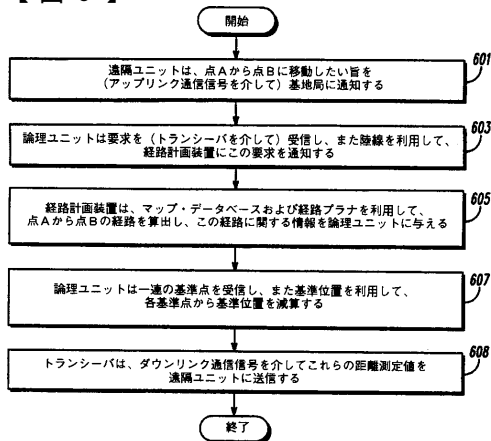 【図6】
開始
601
遠隔ユニットは、点Aから点Bに移動したい旨を
(アップリンク通信信号を介して)基地局に通知する
603
論理ユニットは要求を(トランシーバを介して)受信し、また陸線を利用して、
経路計画装置にこの要求を通知する
605
経路計画装置は、マップ・データベースおよび経路プラナを利用して、
点Aから点Bの経路を算出し、この経路に関する情報を論理ユニットに与える
607
論理ユニットは一連の基準点を受信し、また基準位置を利用して、
各基準点から基準位置を減算する
608
トランシーバは、ダウンリンク通信信号を介してこれらの距離測定値を
遠隔ユニットに送信する
終了